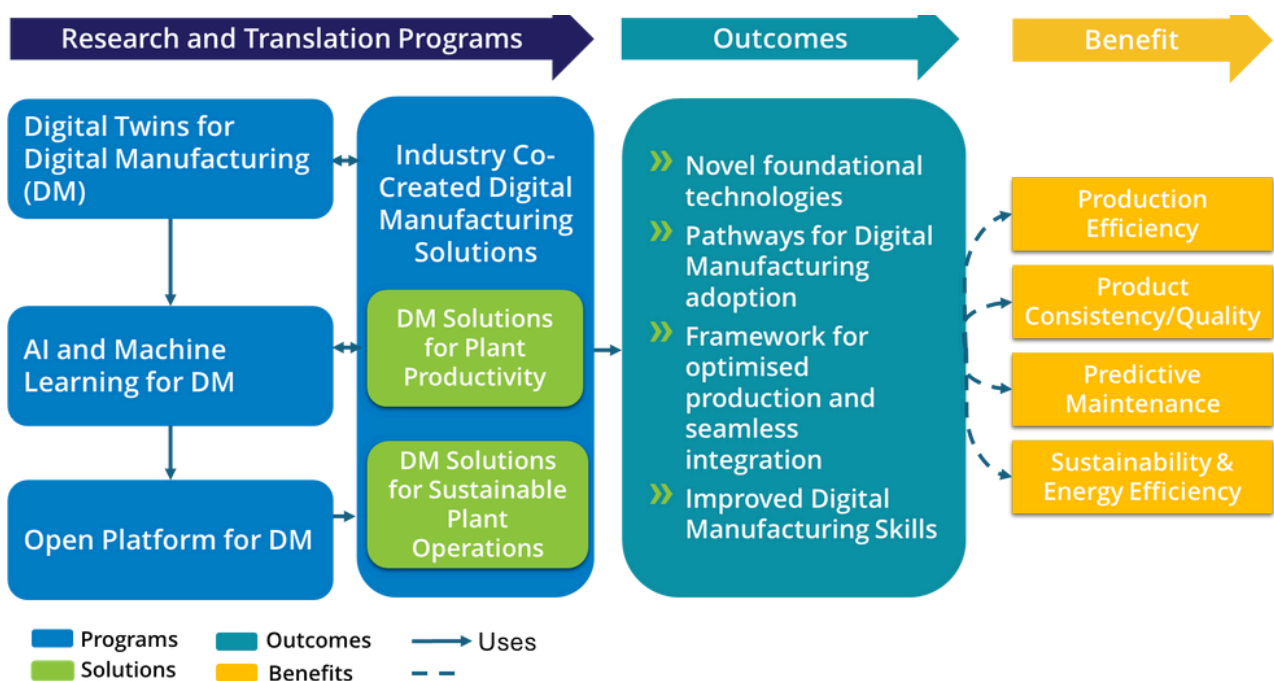 Research and Translation Programs
Outcomes
Benefit
Digital Twins for
Digital Manufacturing
(DM)
AI and Machine
Learning for DM
Open Platform for DM
Industry Co-
Created Digital
Manufacturing
Solutions
DM Solutions
for Plant
Productivity
DM Solutions
for Sustainable
Plant
Operations
Novel foundational
technologies
Pathways for Digital
Manufacturing
adoption
Framework for
optimised
production and
seamless
integration
Improved Digital
Manufacturing Skills
Production
Efficiency
Product
Consistency/Quality
Predictive
Maintenance
Sustainability &
Energy Efficiency
Programs
Outcomes
Uses
Solutions
Benefits